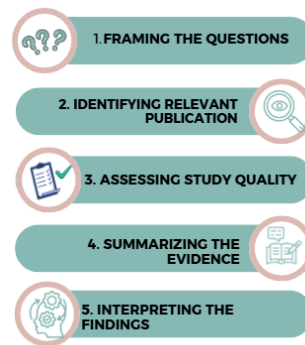 1. FRAMING THE QUESTIONS
2. IDENTIFYING RELEVANT
PUBLICATION
3. ASSESSING STUDY QUALITY
4. SUMMARIZING THE
EVIDENCE
5. INTERPRETING THE
FINDINGS